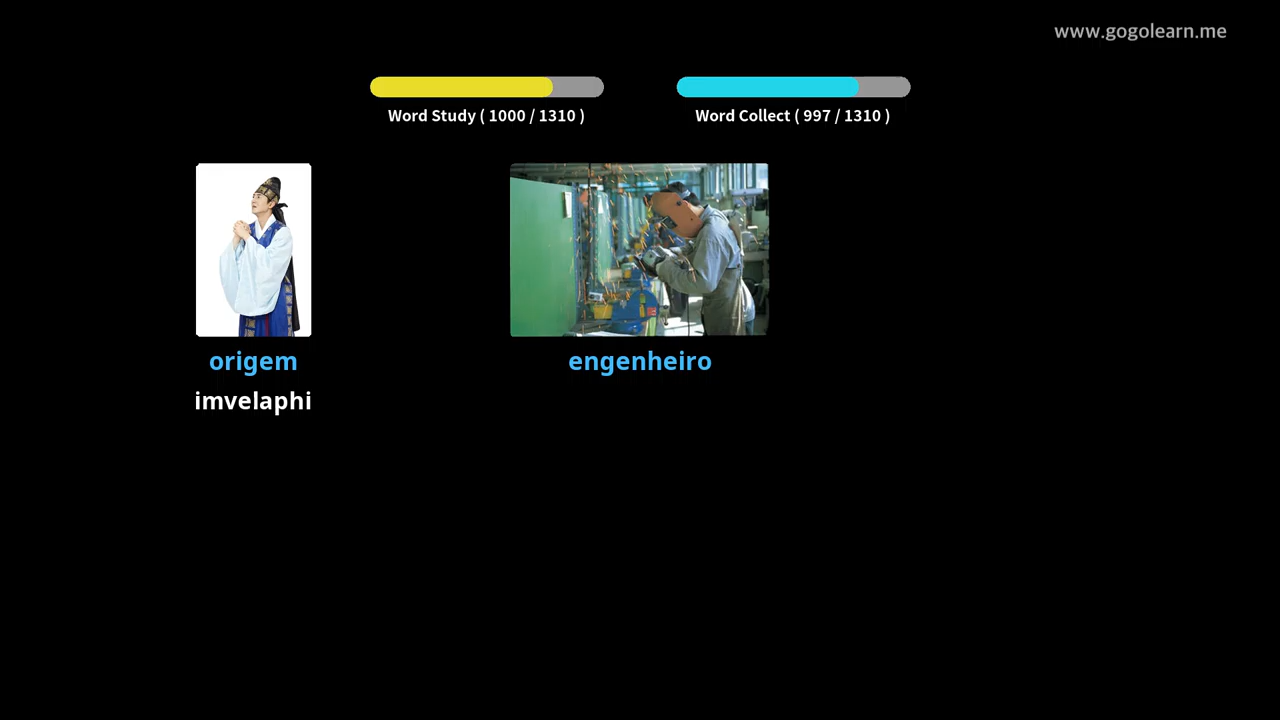 www.gogolearn.me
Word Study ( 1000 / 1310 )
Word Collect ( 997 / 1310 )
origem
engenheiro
imvelaphi